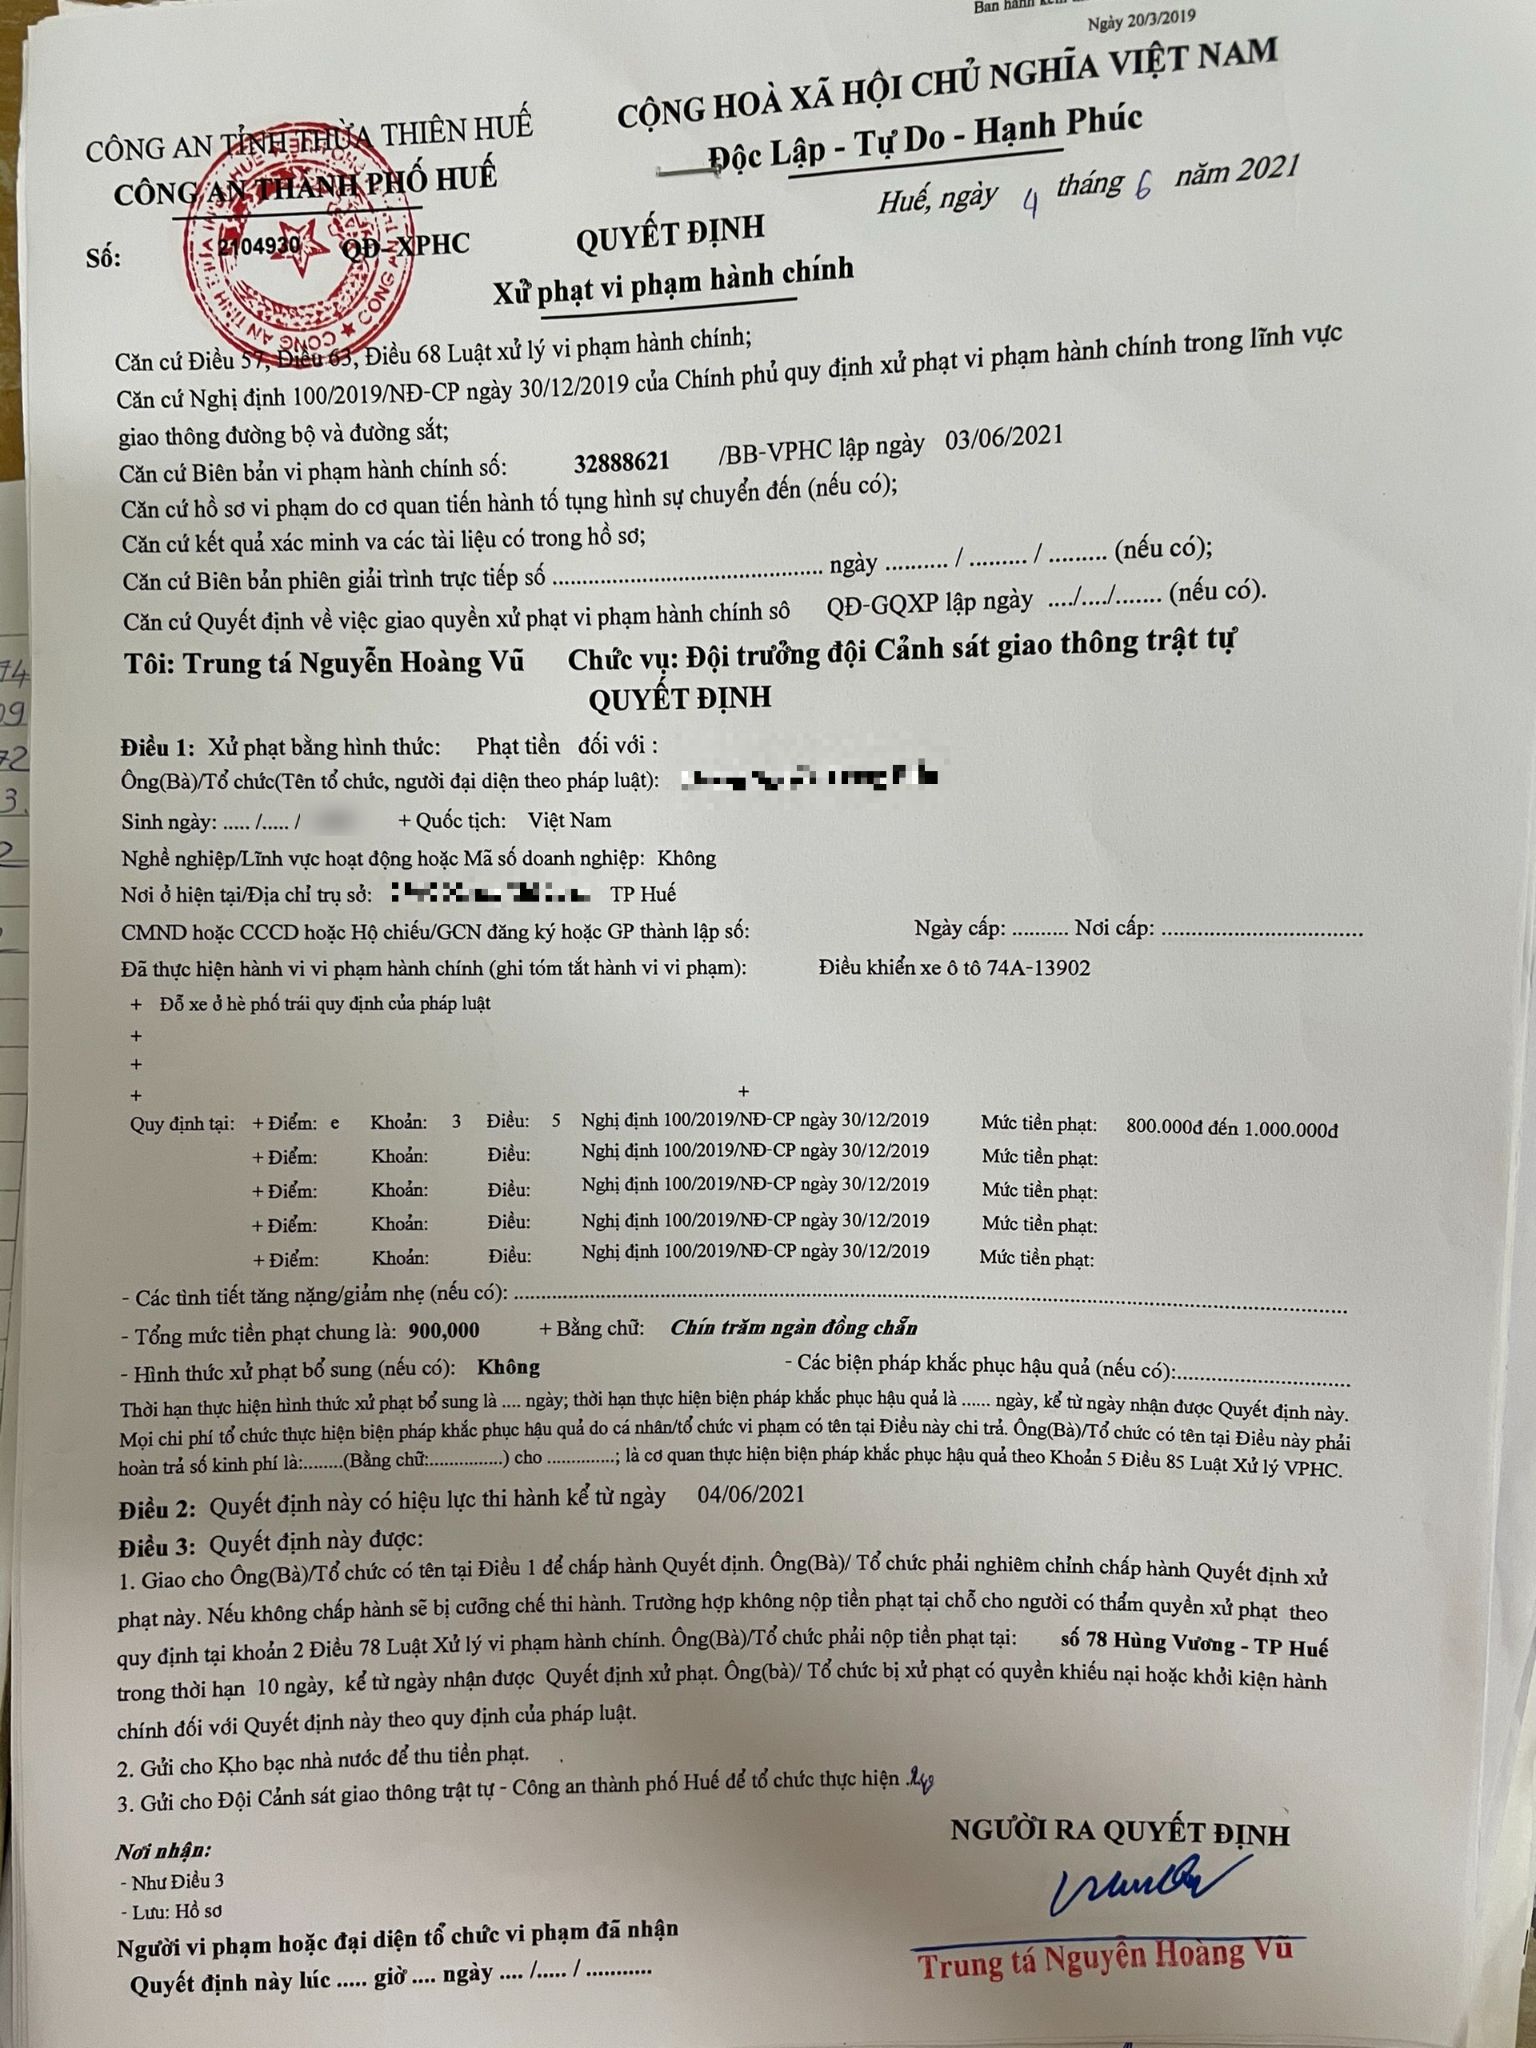 Ban hành kèm
Ngày 20/3/2019
CÔNG AN TỈNH THỪA THIÊN HUẾ
CÔNG AN THÀNH PHỐ HUẾ
CỘNG HOÀ XÃ HỘI CHỦ NGHĨA VIỆT NAM
Độc Lập - Tự Do - Hạnh Phúc
Huế, ngày 4 tháng 6 năm 2021
Số: 2104930 QĐ-XPHC
QUYẾT ĐỊNH
Xử phạt vi phạm hành chính
Căn cứ Điều 57, Điều 63, Điều 68 Luật xử lý vi phạm hành chính;
Căn cứ Nghị định 100/2019/NĐ-CP ngày 30/12/2019 của Chính phủ quy định xử phạt vi phạm hành chính trong lĩnh vực
giao thông đường bộ và đường sắt;
Căn cứ Biên bản vi phạm hành chính số: 32888621 /BB-VPHC lập ngày 03/06/2021
Căn cứ hồ sơ vi phạm do cơ quan tiến hành tố tụng hình sự chuyển đến (nếu có);
Căn cứ kết quả xác minh va các tài liệu có trong hồ sơ;
Căn cứ Biên bản phiên giải trình trực tiếp số ........................................... ngày .......... / ......... / ......... (nếu có);
Căn cứ Quyết định về việc giao quyền xử phạt vi phạm hành chính sô QĐ-GQXP lập ngày ..../..../....... (nếu có).
Tôi: Trung tá Nguyễn Hoàng Vũ Chức vụ: Đội trưởng đội Cảnh sát giao thông trật tự
QUYẾT ĐỊNH
Điều 1: Xử phạt bằng hình thức: Phạt tiền đối với :
Ông(Bà)/Tổ chức(Tên tổ chức, người đại diện theo pháp luật):
Sinh ngày: ..... /..... / + Quốc tịch: Việt Nam
Nghề nghiệp/Lĩnh vực hoạt động hoặc Mã số doanh nghiệp: Không
Nơi ở hiện tại/Địa chỉ trụ sở: TP Huế
CMND hoặc CCCD hoặc Hộ chiếu/GCN đăng ký hoặc GP thành lập số: Ngày cấp: .......... Nơi cấp: ...................................
Đã thực hiện hành vi vi phạm hành chính (ghi tóm tắt hành vi vi phạm): Điều khiển xe ô tô 74A-13902
+ Đỗ xe ở hè phố trái quy định của pháp luật
+
+
+ +
Quy định tại: + Điểm: e Khoản: 3 Điều: 5 Nghị định 100/2019/NĐ-CP ngày 30/12/2019 Mức tiền phạt: 800.000đ đến 1.000.000đ
+ Điểm: Khoản: Điều: Nghị định 100/2019/NĐ-CP ngày 30/12/2019 Mức tiền phạt:
+ Điểm: Khoản: Điều: Nghị định 100/2019/NĐ-CP ngày 30/12/2019 Mức tiền phạt:
+ Điểm: Khoản: Điều: Nghị định 100/2019/NĐ-CP ngày 30/12/2019 Mức tiền phạt:
+ Điểm: Khoản: Điều: Nghị định 100/2019/NĐ-CP ngày 30/12/2019 Mức tiền phạt:
- Các tình tiết tăng nặng/giảm nhẹ (nếu có): ...............................................................
- Tổng mức tiền phạt chung là: 900,000 + Bằng chữ: Chín trăm ngàn đồng chẵn
- Hình thức xử phạt bổ sung (nếu có): Không - Các biện pháp khắc phục hậu quả (nếu có):..............................
Thời hạn thực hiện hình thức xử phạt bổ sung là .... ngày; thời hạn thực hiện biện pháp khắc phục hậu quả là ...... ngày, kể từ ngày nhận được Quyết định này.
Mọi chi phí tổ chức thực hiện biện pháp khắc phục hậu quả do cá nhân/tổ chức vi phạm có tên tại Điều này chi trả. Ông(Bà)/Tổ chức có tên tại Điều này phải
hoàn trả số kinh phí là:........(Bằng chữ:...............) cho ..............; là cơ quan thực hiện biện pháp khắc phục hậu quả theo Khoản 5 Điều 85 Luật Xử lý VPHC.
Điều 2: Quyết định này có hiệu lực thi hành kể từ ngày 04/06/2021
Điều 3: Quyết định này được:
1. Giao cho Ông(Bà)/Tổ chức có tên tại Điều 1 để chấp hành Quyết định. Ông(Bà)/ Tổ chức phải nghiêm chỉnh chấp hành Quyết định xử
phạt này. Nếu không chấp hành sẽ bị cưỡng chế thi hành. Trường hợp không nộp tiền phạt tại chỗ cho người có thẩm quyền xử phạt theo
quy định tại khoản 2 Điều 78 Luật Xử lý vi phạm hành chính. Ông(Bà)/Tổ chức phải nộp tiền phạt tại: số 78 Hùng Vương - TP Huế
trong thời hạn 10 ngày, kể từ ngày nhận được Quyết định xử phạt. Ông(bà)/ Tổ chức bị xử phạt có quyền khiếu nại hoặc khởi kiện hành
chính đối với Quyết định này theo quy định của pháp luật.
2. Gửi cho Kho bạc nhà nước để thu tiền phạt.
3. Gửi cho Đội Cảnh sát giao thông trật tự - Công an thành phố Huế để tổ chức thực hiện
Nơi nhận:
- Như Điều 3
- Lưu: Hồ sơ
NGƯỜI RA QUYẾT ĐỊNH
Người vi phạm hoặc đại diện tổ chức vi phạm đã nhận
Quyết định này lúc ..... giờ .... ngày .... /..... / ...........
Trung tá Nguyễn Hoàng Vũ